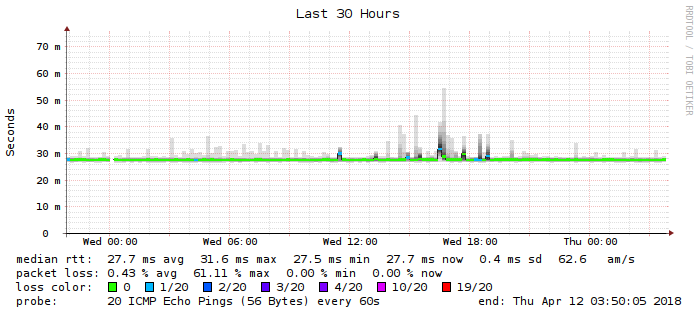 Last 30 Hours
RRDTOOL / TOBI OETIKER
Seconds
70 m
60 m
50 m
40 m
30 m
20 m
10 m
0
Wed 00:00 Wed 06:00 Wed 12:00 Wed 18:00 Thu 00:00
median rtt: 27.7 ms avg 31.6 ms max 27.5 ms min 27.7 ms now 0.4 ms sd 62.6 am/s
packet loss: 0.43 % avg 61.11 % max 0.00 % min 0.00 % now
loss color: 0 1/20 2/20 3/20 4/20 10/20 19/20
probe: 20 ICMP Echo Pings (56 Bytes) every 60s end: Thu Apr 12 03:50:05 2018